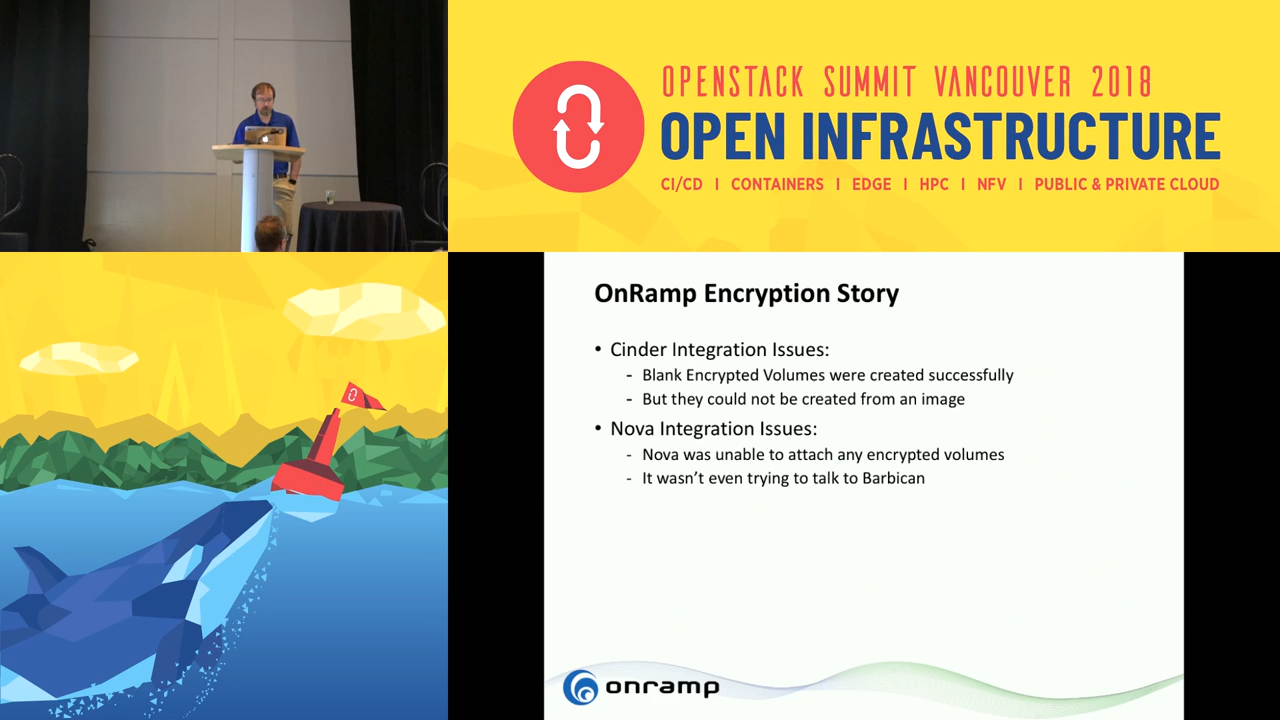 OPENSTACK SUMMIT VANCOUVER 2018
OPEN INFRASTRUCTURE
CI/CD I CONTAINERS I EDGE I HPC I NFV I PUBLIC & PRIVATE CLOUD
OnRamp Encryption Story
• Cinder Integration Issues:
- Blank Encrypted Volumes were created successfully
- But they could not be created from an image
• Nova Integration Issues:
- Nova was unable to attach any encrypted volumes
- It wasn't even trying to talk to Barbican
onramp